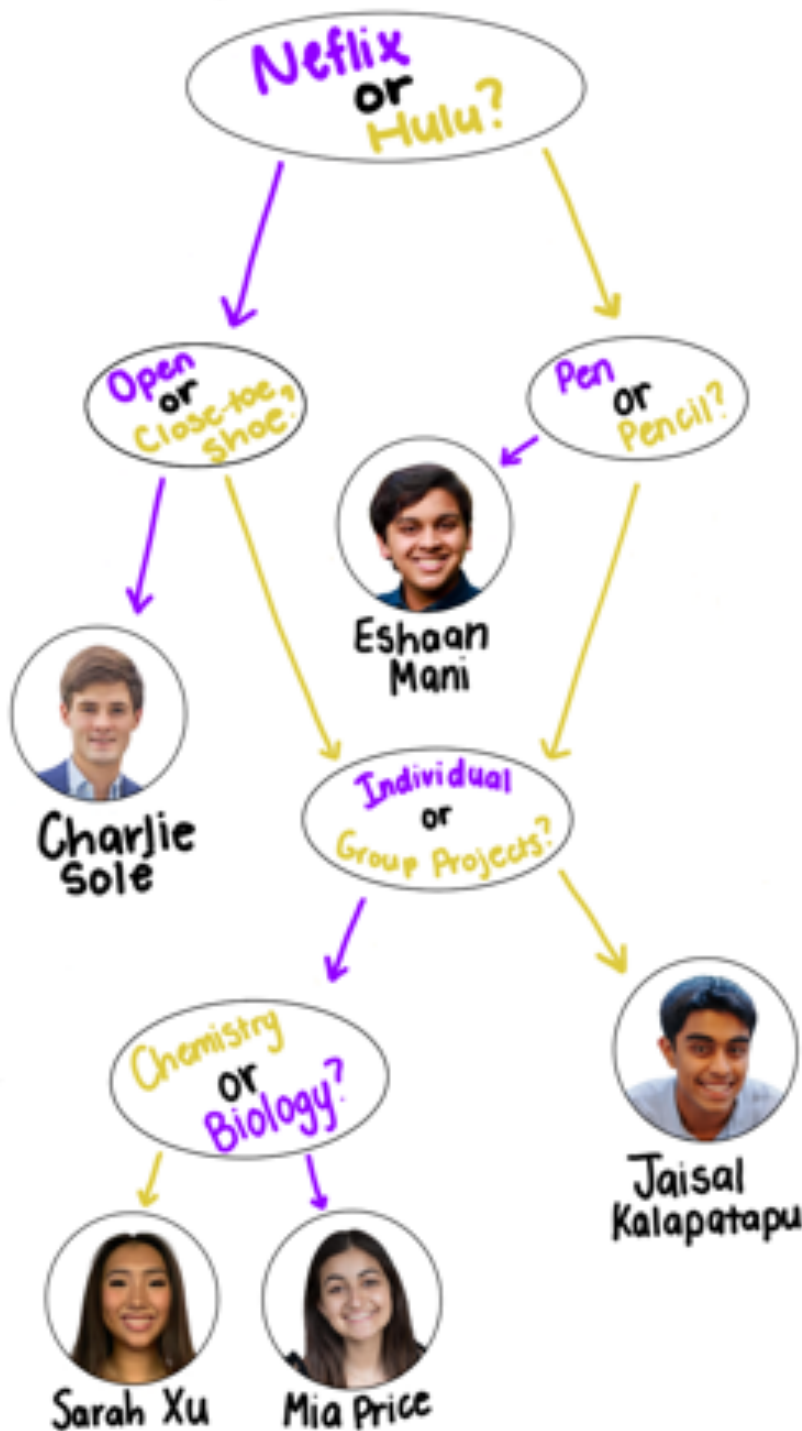 Neflix
or
Hulu?
Open
or
Close-toe,
shoe?
Pen
or
Pencil?
Eshaan
Mani
Charlie
Sole
Individual
or
Group Projects?
Chemistry
or
Biology?
Jaisal
Kalapatapu
Sarah Xu
Mia Price